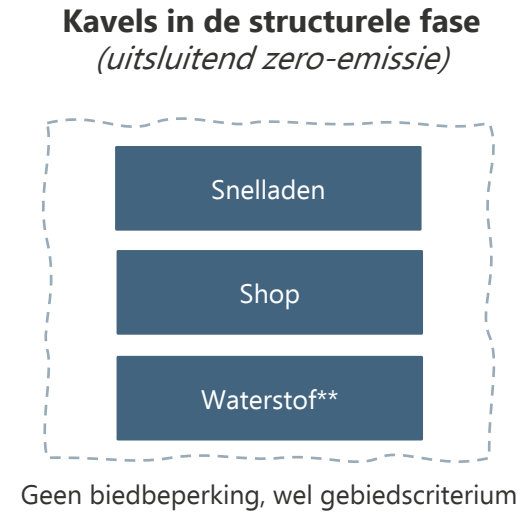 Kavels in de structurele fase
(uitsluitend zero-emissie)
Snelladen
Shop
Waterstof**
Geen biedbeperking, wel gebiedscriterium